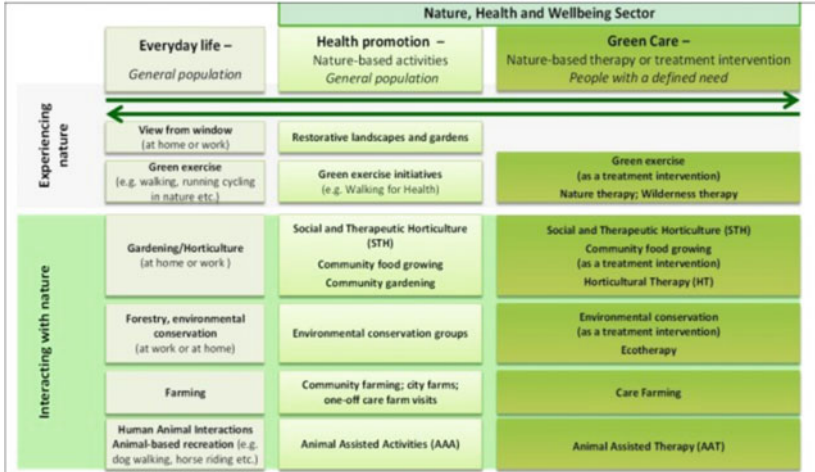 Nature, Health and Wellbeing Sector
Everyday life –
General population
Health promotion –
Nature-based activities
General population
Green Care –
Nature-based therapy or treatment intervention
People with a defined need
Experiencing
nature
View from window
(at home or work)
Restorative landscapes and gardens
Green exercise
(e.g. walking, running cycling
in nature etc.)
Green exercise initiatives
(e.g. Walking for Health)
Green exercise
(as a treatment intervention)
Nature therapy; Wilderness therapy
Interacting with nature
Gardening/Horticulture
(at home or work )
Social and Therapeutic Horticulture
(STH)
Community food growing
Community gardening
Social and Therapeutic Horticulture (STH)
Community food growing
(as a treatment intervention)
Horticultural Therapy (HT)
Forestry, environmental
conservation
(at work or at home)
Environmental conservation groups
Environmental conservation
(as a treatment intervention)
Ecotherapy
Farming
Community farming; city farms;
one-off care farm visits
Care Farming
Human Animal Interactions
Animal-based recreation (e.g.
dog walking, horse riding etc.)
Animal Assisted Activities (AAA)
Animal Assisted Therapy (AAT)